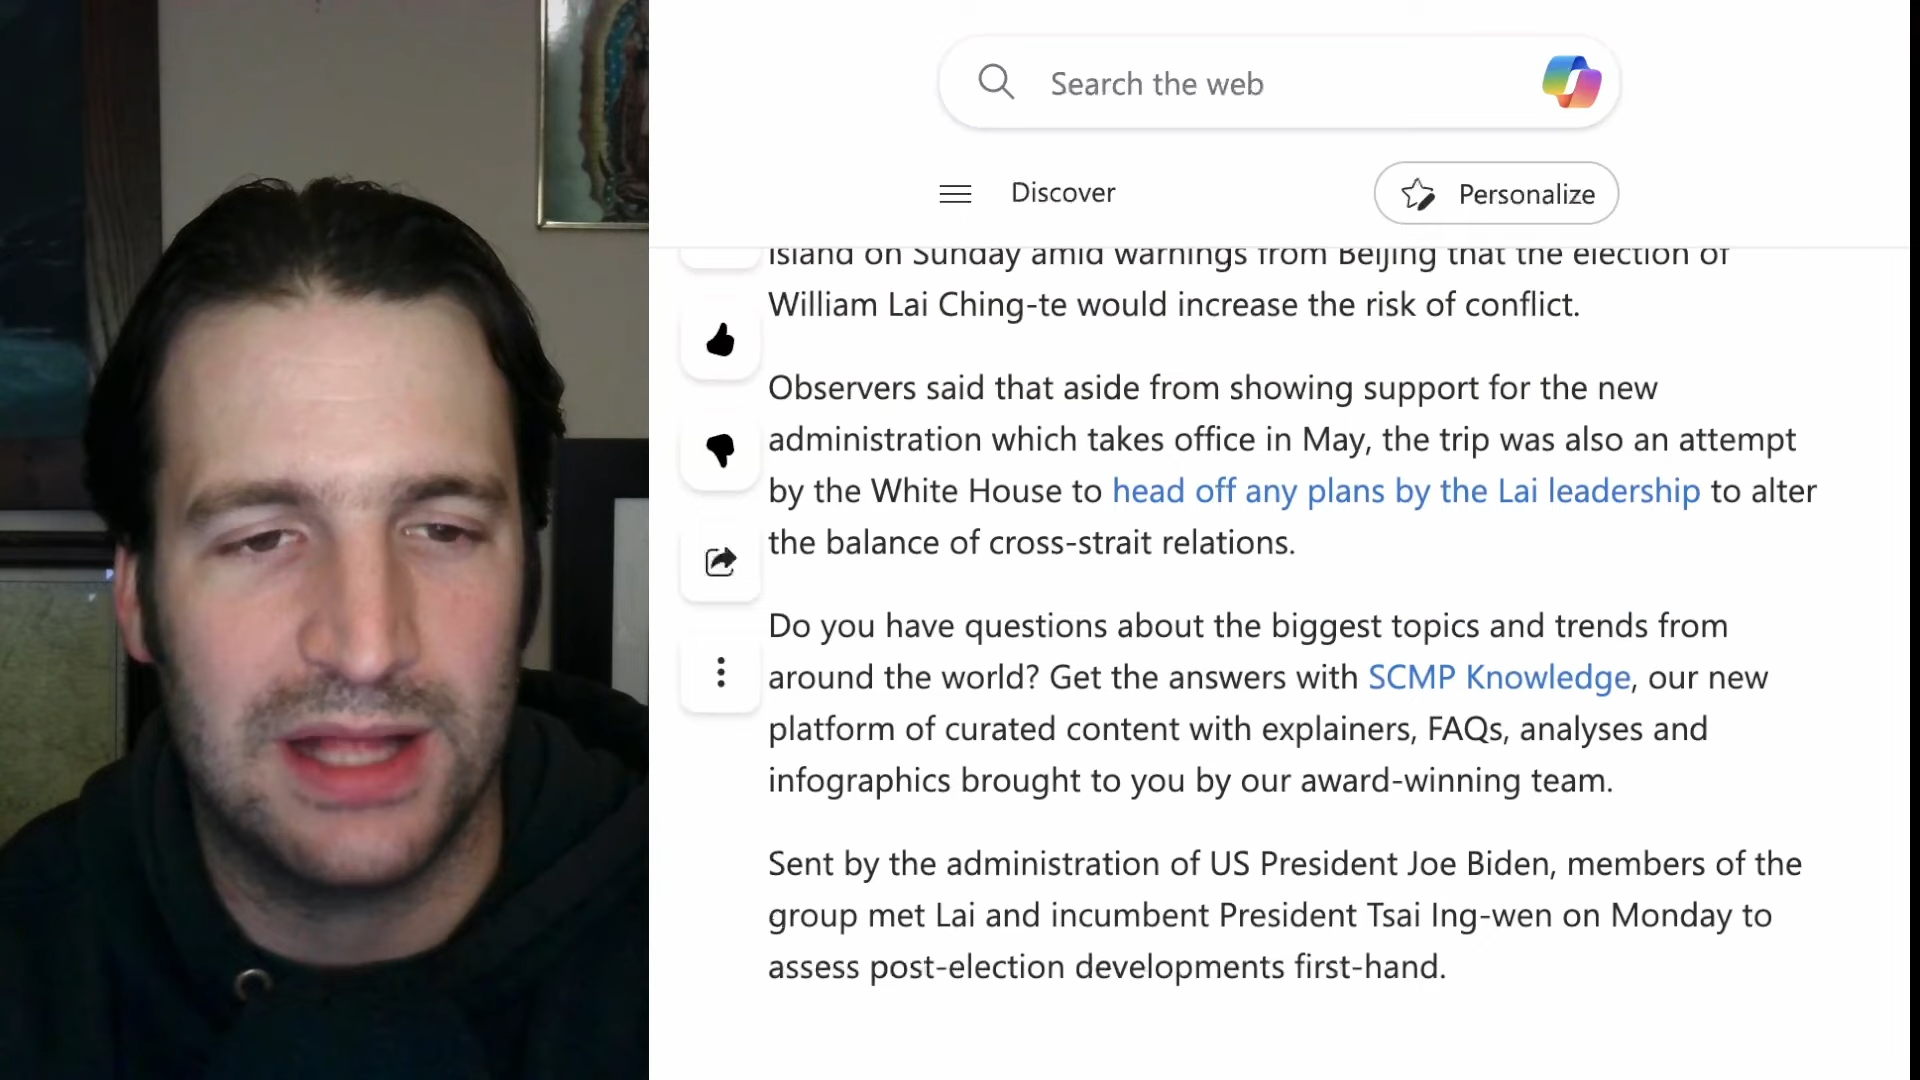 Search the web
Discover
Personalize
island on Sunday amid warnings from Beijing that the election of
William Lai Ching-te would increase the risk of conflict.
Observers said that aside from showing support for the new
administration which takes office in May, the trip was also an attempt
by the White House to head off any plans by the Lai leadership to alter
the balance of cross-strait relations.
Do you have questions about the biggest topics and trends from
around the world? Get the answers with SCMP Knowledge, our new
platform of curated content with explainers, FAQs, analyses and
infographics brought to you by our award-winning team.
Sent by the administration of US President Joe Biden, members of the
group met Lai and incumbent President Tsai Ing-wen on Monday to
assess post-election developments first-hand.